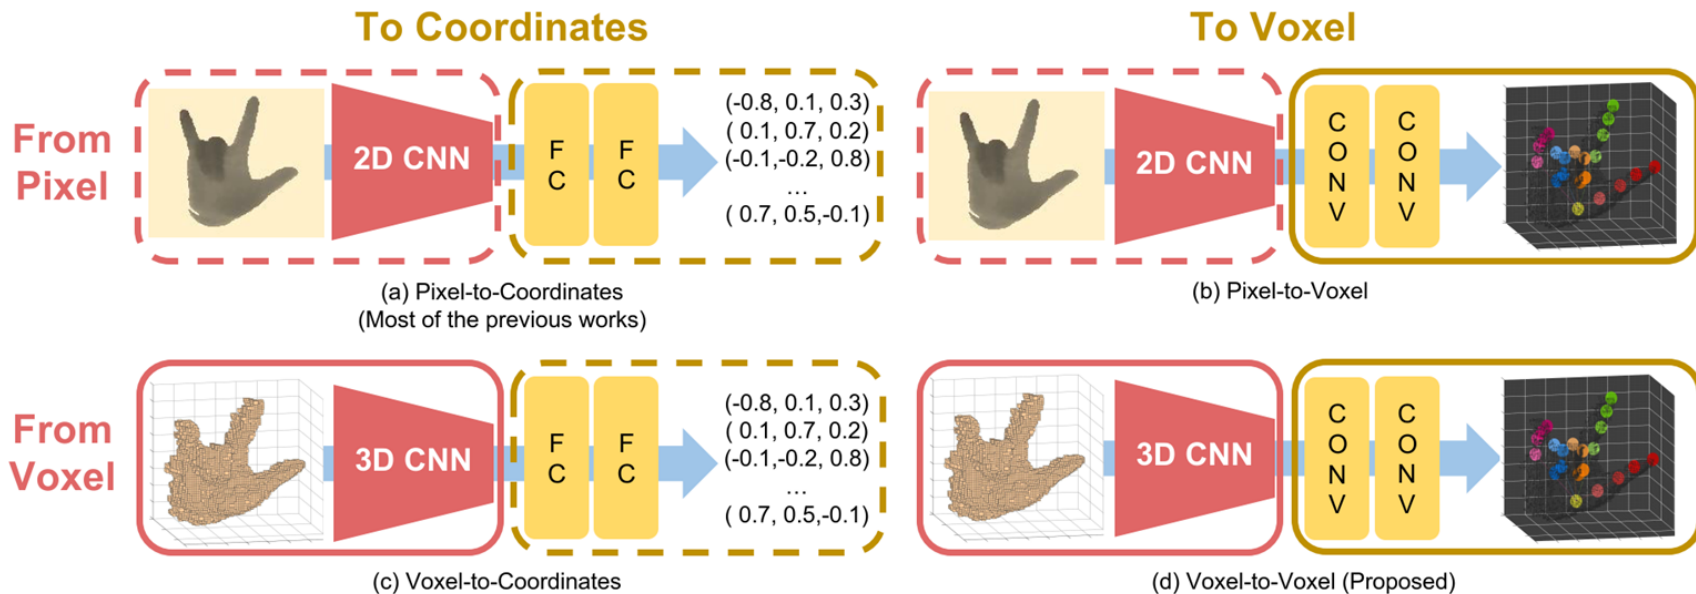 To Coordinates
To Voxel
From
Pixel
2D CNN
F
C
F
C
(-0.8, 0.1, 0.3)
( 0.1, 0.7, 0.2)
(-0.1,-0.2, 0.8)
...
( 0.7, 0.5,-0.1)
2D CNN
C
O
N
V
C
O
N
V
(a) Pixel-to-Coordinates
(Most of the previous works)
(b) Pixel-to-Voxel
From
Voxel
3D CNN
F
C
F
C
(-0.8, 0.1, 0.3)
( 0.1, 0.7, 0.2)
(-0.1,-0.2, 0.8)
...
( 0.7, 0.5,-0.1)
3D CNN
C
O
N
V
C
O
N
V
(c) Voxel-to-Coordinates
(d) Voxel-to-Voxel (Proposed)